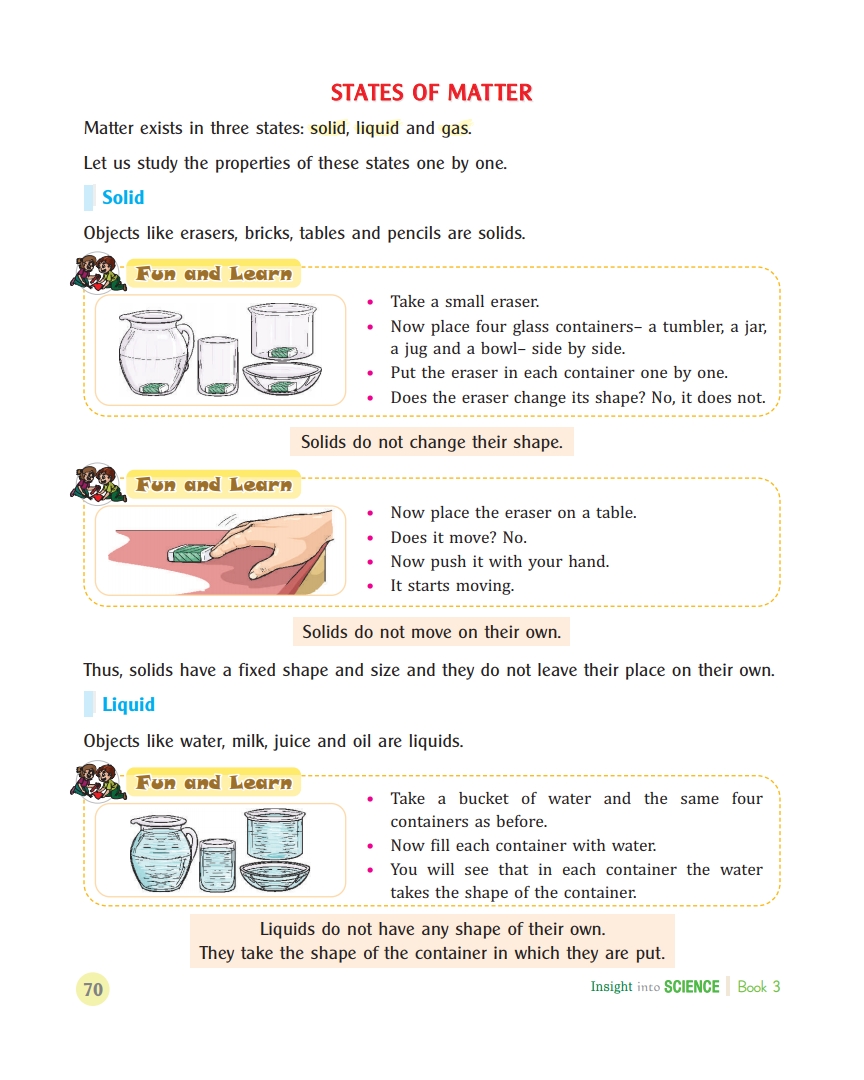 STATES OF MATTER
Matter exists in three states: solid, liquid and gas.
Let us study the properties of these states one by one.
Solid
Objects like erasers, bricks, tables and pencils are solids.
Fun and Learn
• Take a small eraser.
• Now place four glass containers– a tumbler, a jar,
a jug and a bowl– side by side.
• Put the eraser in each container one by one.
• Does the eraser change its shape? No, it does not.
Solids do not change their shape.
Fun and Learn
• Now place the eraser on a table.
• Does it move? No.
• Now push it with your hand.
• It starts moving.
Solids do not move on their own.
Thus, solids have a fixed shape and size and they do not leave their place on their own.
Liquid
Objects like water, milk, juice and oil are liquids.
Fun and Learn
• Take a bucket of water and the same four
containers as before.
• Now fill each container with water.
• You will see that in each container the water
takes the shape of the container.
Liquids do not have any shape of their own.
They take the shape of the container in which they are put.
70
Insight into SCIENCE Book 3